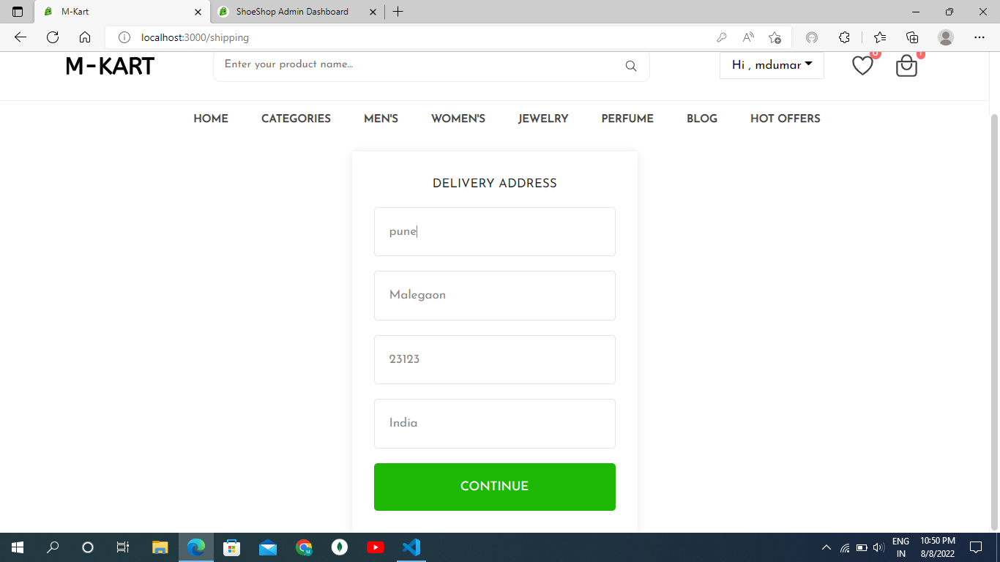 M-Kart
ShoeShop Admin Dashboard
localhost:3000/shipping
M-KART
Enter your product name...
Hi , mdumar
HOME CATEGORIES MEN'S WOMEN'S JEWELRY PERFUME BLOG HOT OFFERS
DELIVERY ADDRESS
pune
Malegaon
23123
India
CONTINUE
ENG
IN
10:50 PM
8/8/2022